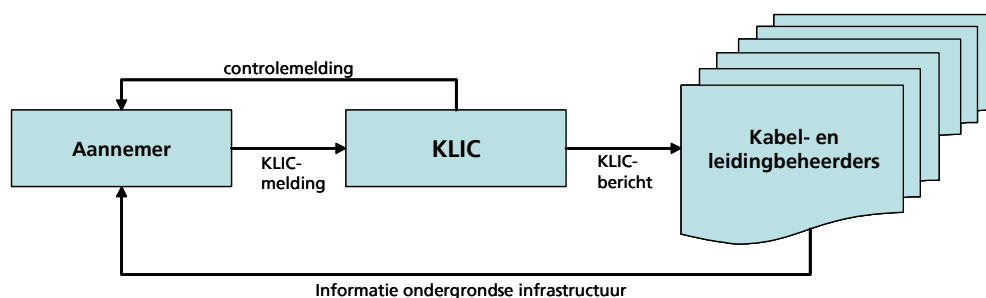 controlemelding
Aannemer
KLIC-
melding
KLIC
KLIC-
bericht
Kabel- en
leidingbeheerders
Informatie ondergrondse infrastructuur